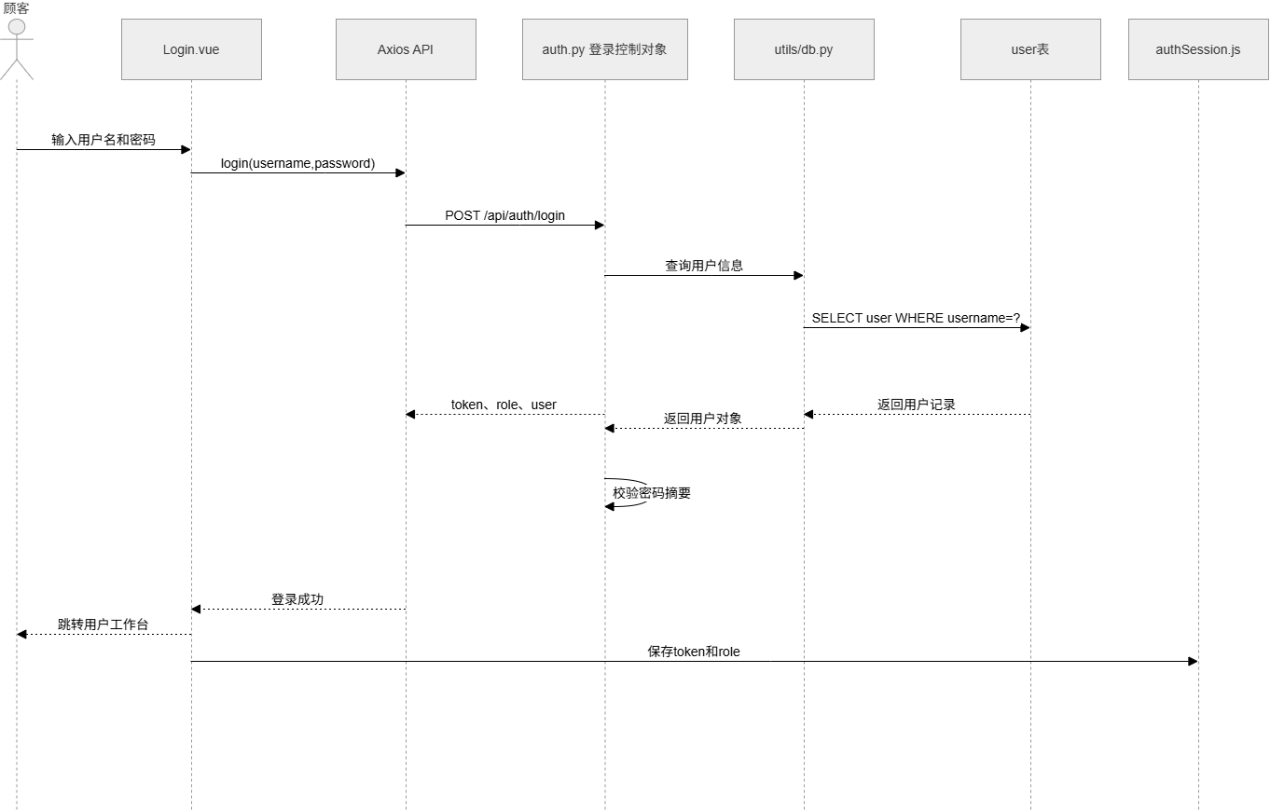 顾客
Login.vue
Axios API
auth.py 登录控制对象
utils/db.py
user表
authSession.js
输入用户名和密码
login(username,password)
POST /api/auth/login
查询用户信息
SELECT user WHERE username=?
token、role、user
返回用户记录
返回用户对象
校验密码摘要
登录成功
跳转用户工作台
保存token和role